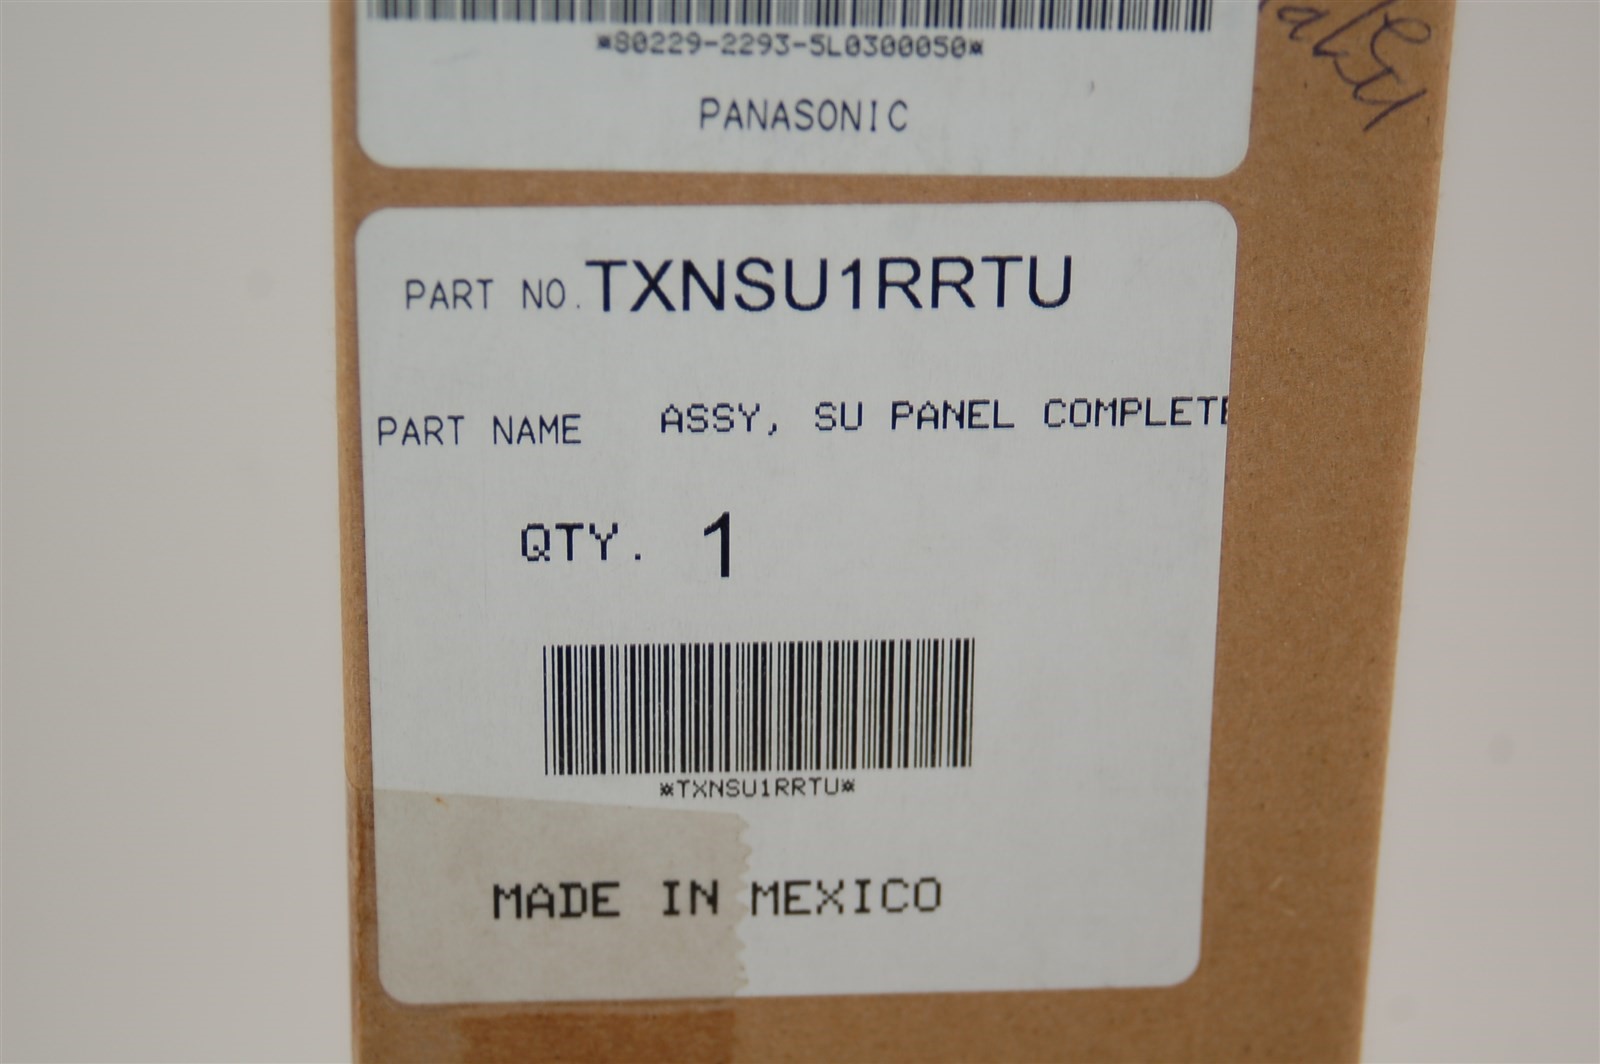 *80229-2293-5L0300050*
PANASONIC
PART NO. TXNSU1RRTU
PART NAME ASSY, SU PANEL COMPLETE
QTY. 1
*TXNSU1RRTU*
MADE IN MEXICO